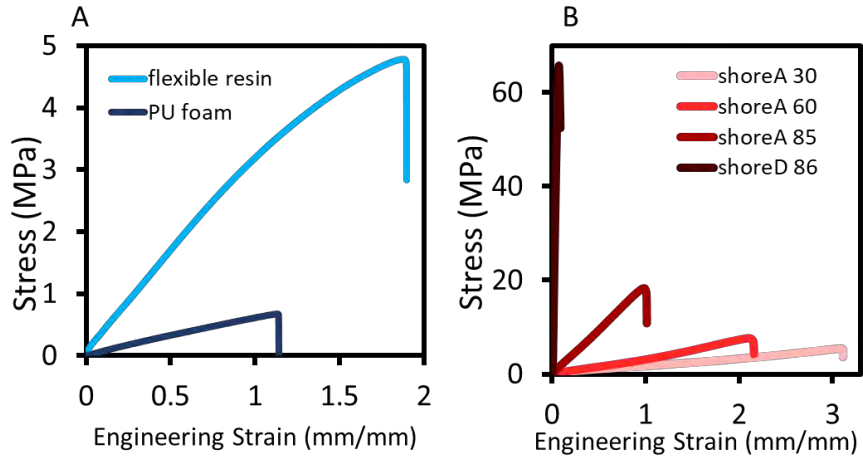 A
5
4
3
2
1
0
Stress (MPa)
flexible resin
PU foam
0
0.5
1
1.5
2
Engineering Strain (mm/mm)
B
60
40
20
0
Stress (MPa)
shoreA 30
shoreA 60
shoreA 85
shoreD 86
0
1
2
3
Engineering Strain (mm/mm)